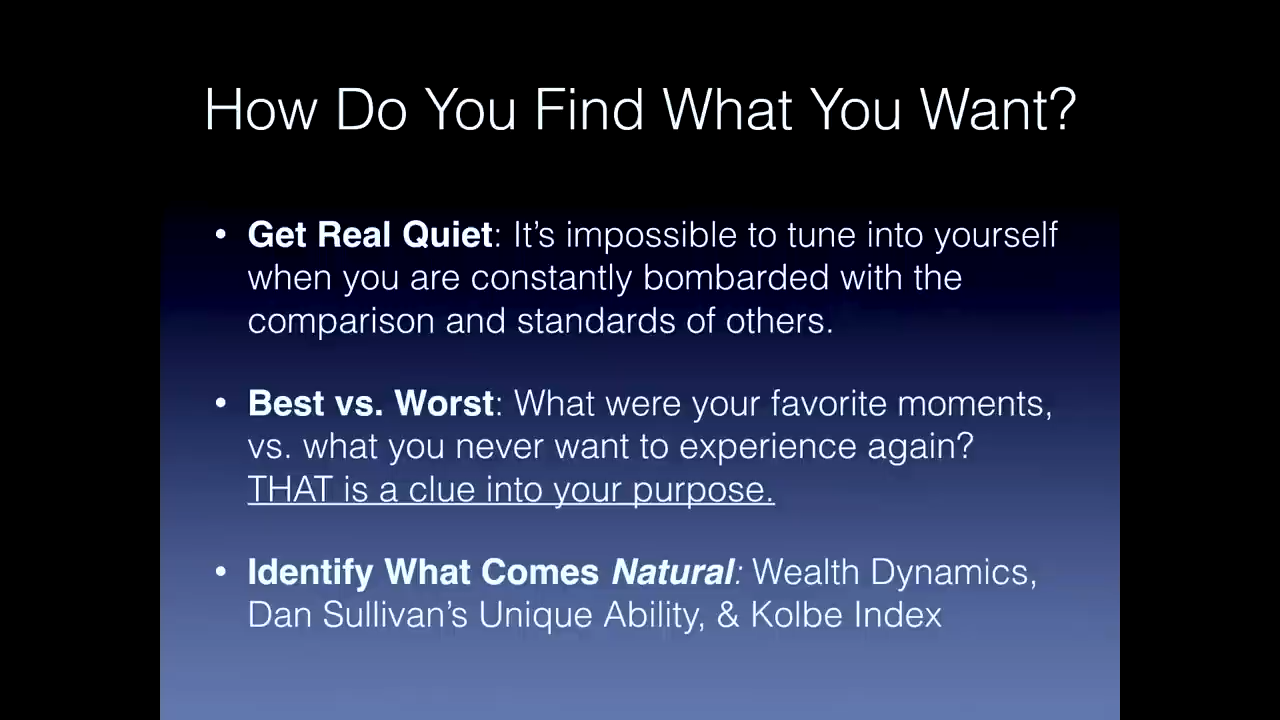 How Do You Find What You Want?
• Get Real Quiet: It’s impossible to tune into yourself
when you are constantly bombarded with the
comparison and standards of others.
• Best vs. Worst: What were your favorite moments,
vs. what you never want to experience again?
THAT is a clue into your purpose.
• Identify What Comes Natural: Wealth Dynamics,
Dan Sullivan’s Unique Ability, & Kolbe Index